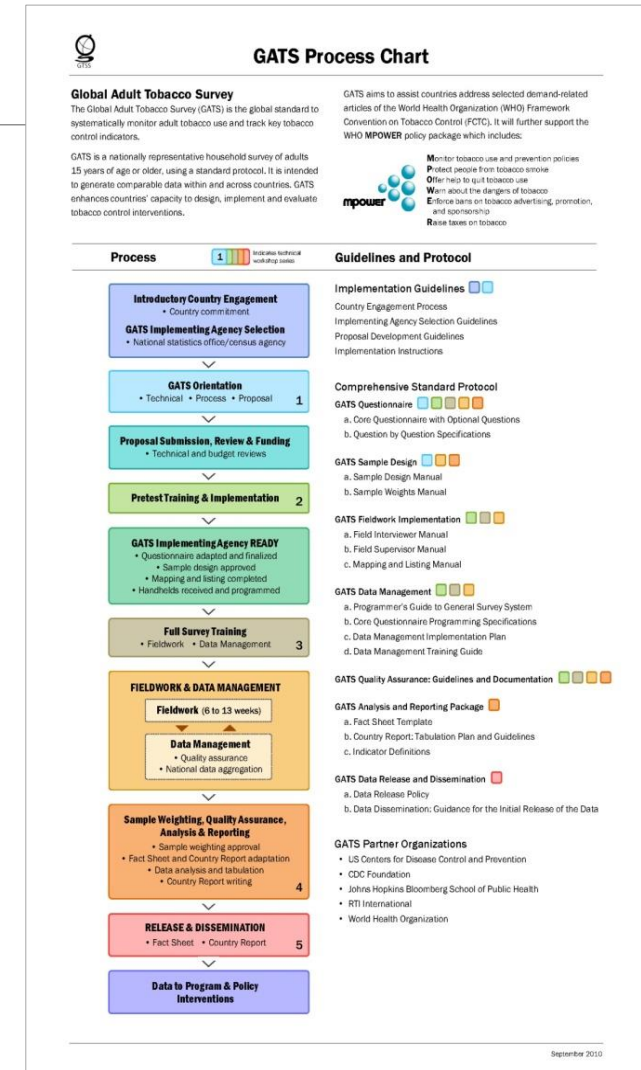 GTSS
GATS Process Chart
Global Adult Tobacco Survey
The Global Adult Tobacco Survey (GATS) is the global standard to
systematically monitor adult tobacco use and track key tobacco
control indicators.
GATS is a nationally representative household survey of adults
15 years of age or older, using a standard protocol. It is intended
to generate comparable data within and across countries. GATS
enhances countries' capacity to design, implement and evaluate
tobacco control interventions.
GATS aims to assist countries address selected demand-related
articles of the World Health Organization (WHO) Framework
Convention on Tobacco Control (FCTC). It will further support the
WHO MPOWER policy package which includes:
mpower
Monitor tobacco use and prevention policies
Protect people from tobacco smoke
Offer help to quit tobacco use
Warn about the dangers of tobacco
Enforce bans on tobacco advertising, promotion,
and sponsorship
Raise taxes on tobacco
Process
1
Indicates technical
workshop series
Introductory Country Engagement
• Country commitment
GATS Implementing Agency Selection
• National statistics office/census agency
GATS Orientation
• Technical • Process • Proposal 1
Proposal Submission, Review & Funding
• Technical and budget reviews
Pretest Training & Implementation 2
GATS Implementing Agency READY
• Questionnaire adapted and finalized
• Sample design approved
• Mapping and listing completed
• Handhelds received and programmed
Full Survey Training
• Fieldwork • Data Management 3
FIELDWORK & DATA MANAGEMENT
Fieldwork (6 to 13 weeks)
Data Management
• Quality assurance
• National data aggregation
Sample Weighting, Quality Assurance,
Analysis & Reporting
• Sample weighting approval
• Fact Sheet and Country Report adaptation
• Data analysis and tabulation
• Country Report writing 4
RELEASE & DISSEMINATION
• Fact Sheet • Country Report 5
Data to Program & Policy
Interventions
Guidelines and Protocol
Implementation Guidelines
Country Engagement Process
Implementing Agency Selection Guidelines
Proposal Development Guidelines
Implementation Instructions
Comprehensive Standard Protocol
GATS Questionnaire
a. Core Questionnaire with Optional Questions
b. Question by Question Specifications
GATS Sample Design
a. Sample Design Manual
b. Sample Weights Manual
GATS Fieldwork Implementation
a. Field Interviewer Manual
b. Field Supervisor Manual
c. Mapping and Listing Manual
GATS Data Management
a. Programmer's Guide to General Survey System
b. Core Questionnaire Programming Specifications
c. Data Management Implementation Plan
d. Data Management Training Guide
GATS Quality Assurance: Guidelines and Documentation
GATS Analysis and Reporting Package
a. Fact Sheet Template
b. Country Report: Tabulation Plan and Guidelines
c. Indicator Definitions
GATS Data Release and Dissemination
a. Data Release Policy
b. Data Dissemination: Guidance for the Initial Release of the Data
GATS Partner Organizations
• US Centers for Disease Control and Prevention
• CDC Foundation
• Johns Hopkins Bloomberg School of Public Health
• RTI International
• World Health Organization
September 2010